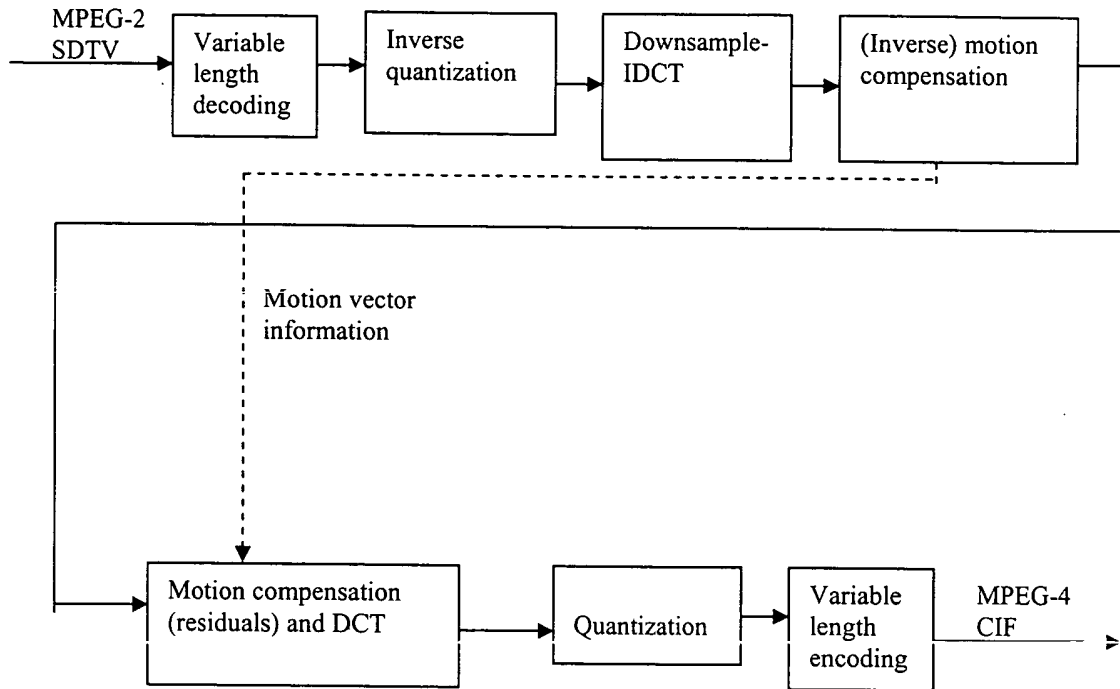 MPEG-2
SDTV
Variable
length
decoding
Inverse
quantization
Downsample-
IDCT
(Inverse) motion
compensation
Motion vector
information
Motion compensation
(residuals) and DCT
Quantization
Variable
length
encoding
MPEG-4
CIF